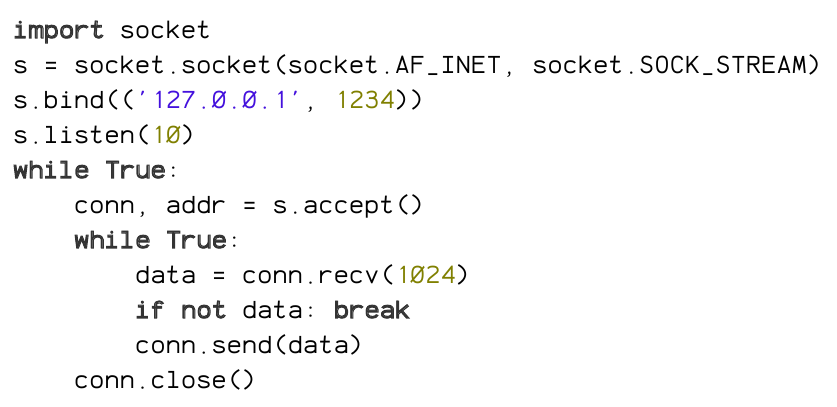 import socket
s = socket.socket(socket.AF_INET, socket.SOCK_STREAM)
s.bind(('127.0.0.1', 1234))
s.listen(10)
while True:
    conn, addr = s.accept()
    while True:
        data = conn.recv(1024)
        if not data: break
        conn.send(data)
    conn.close()